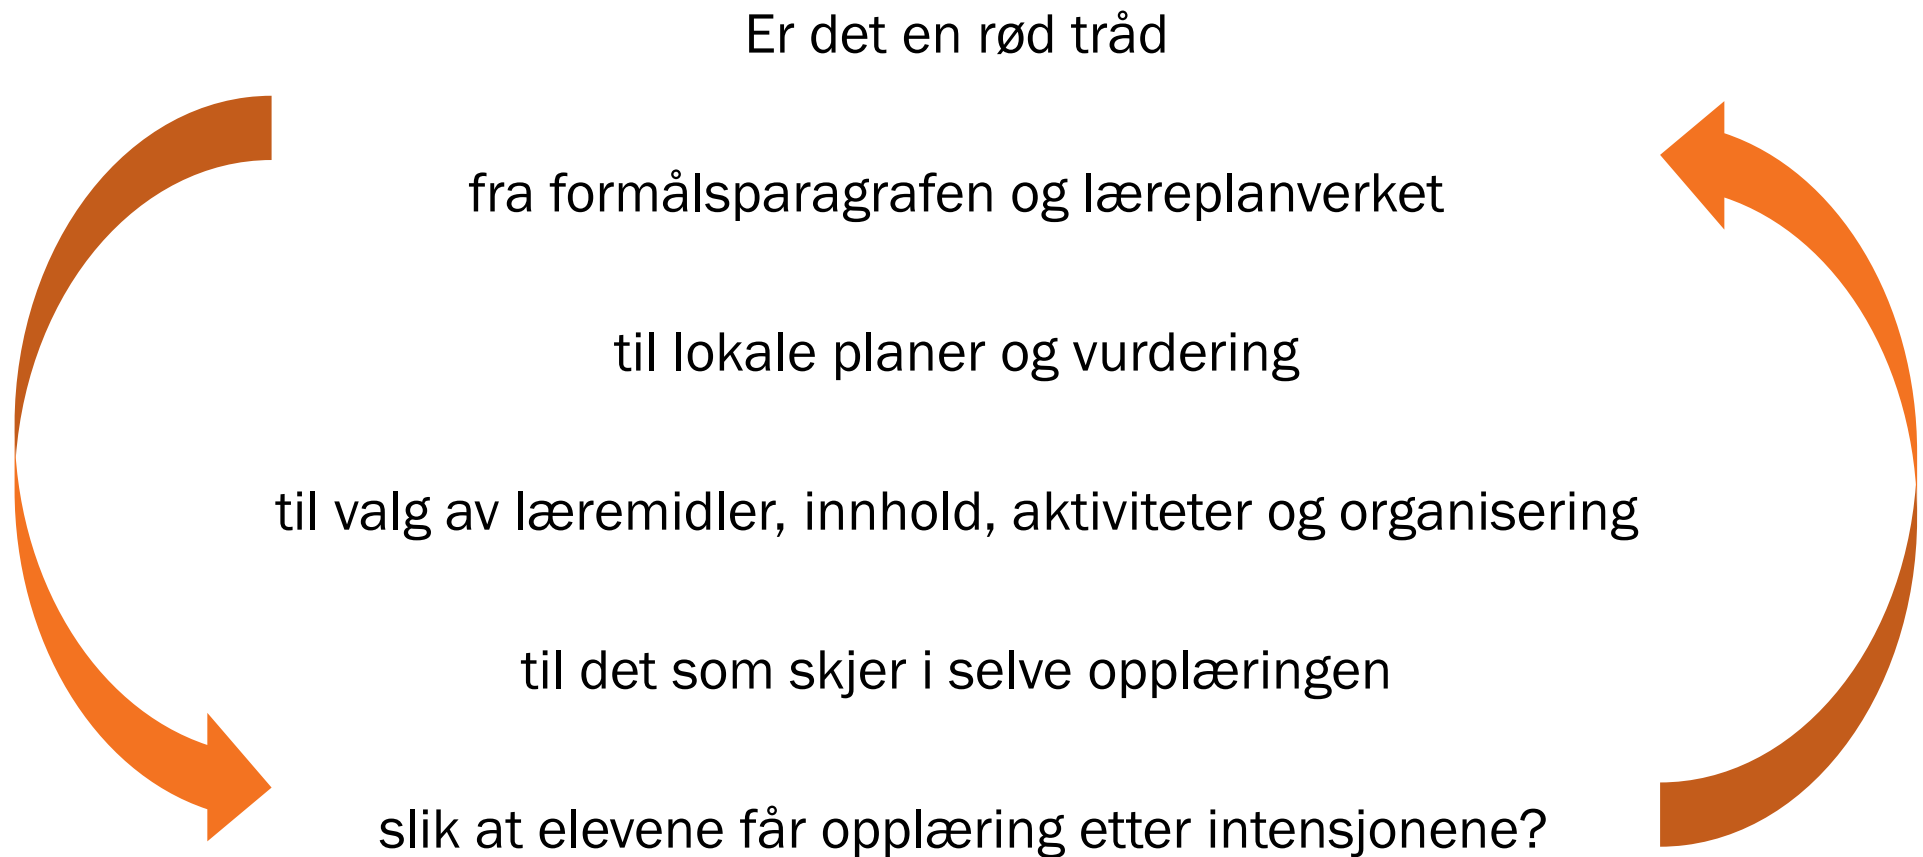 Er det en rød tråd
fra formålsparagrafen og læreplanverket
til lokale planer og vurdering
til valg av læremidler, innhold, aktiviteter og organisering
til det som skjer i selve opplæringen
slik at elevene får opplæring etter intensjonene?